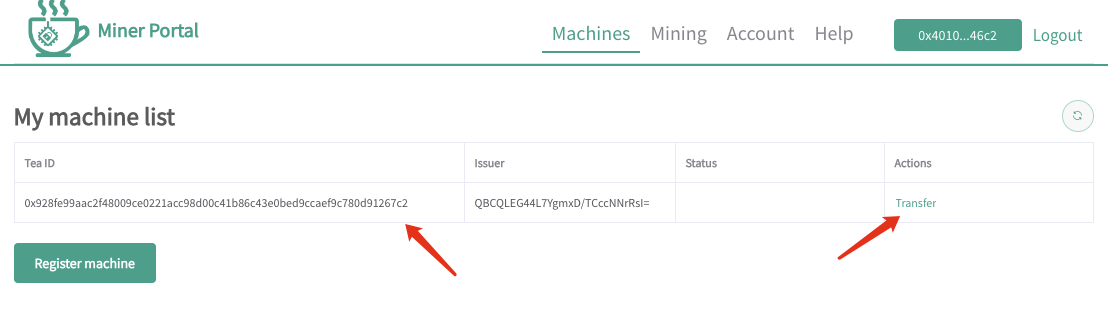 Miner Portal
Machines Mining Account Help 0x4010...46c2 Logout
My machine list
Tea ID Issuer Status Actions
0x928fe99aac2f48009ce0221acc98d00c41b86c43e0bed9ccaef9c780d91267c2 QBCQLEG44L7YgmxD/TCccNNrRsI= Transfer
Register machine